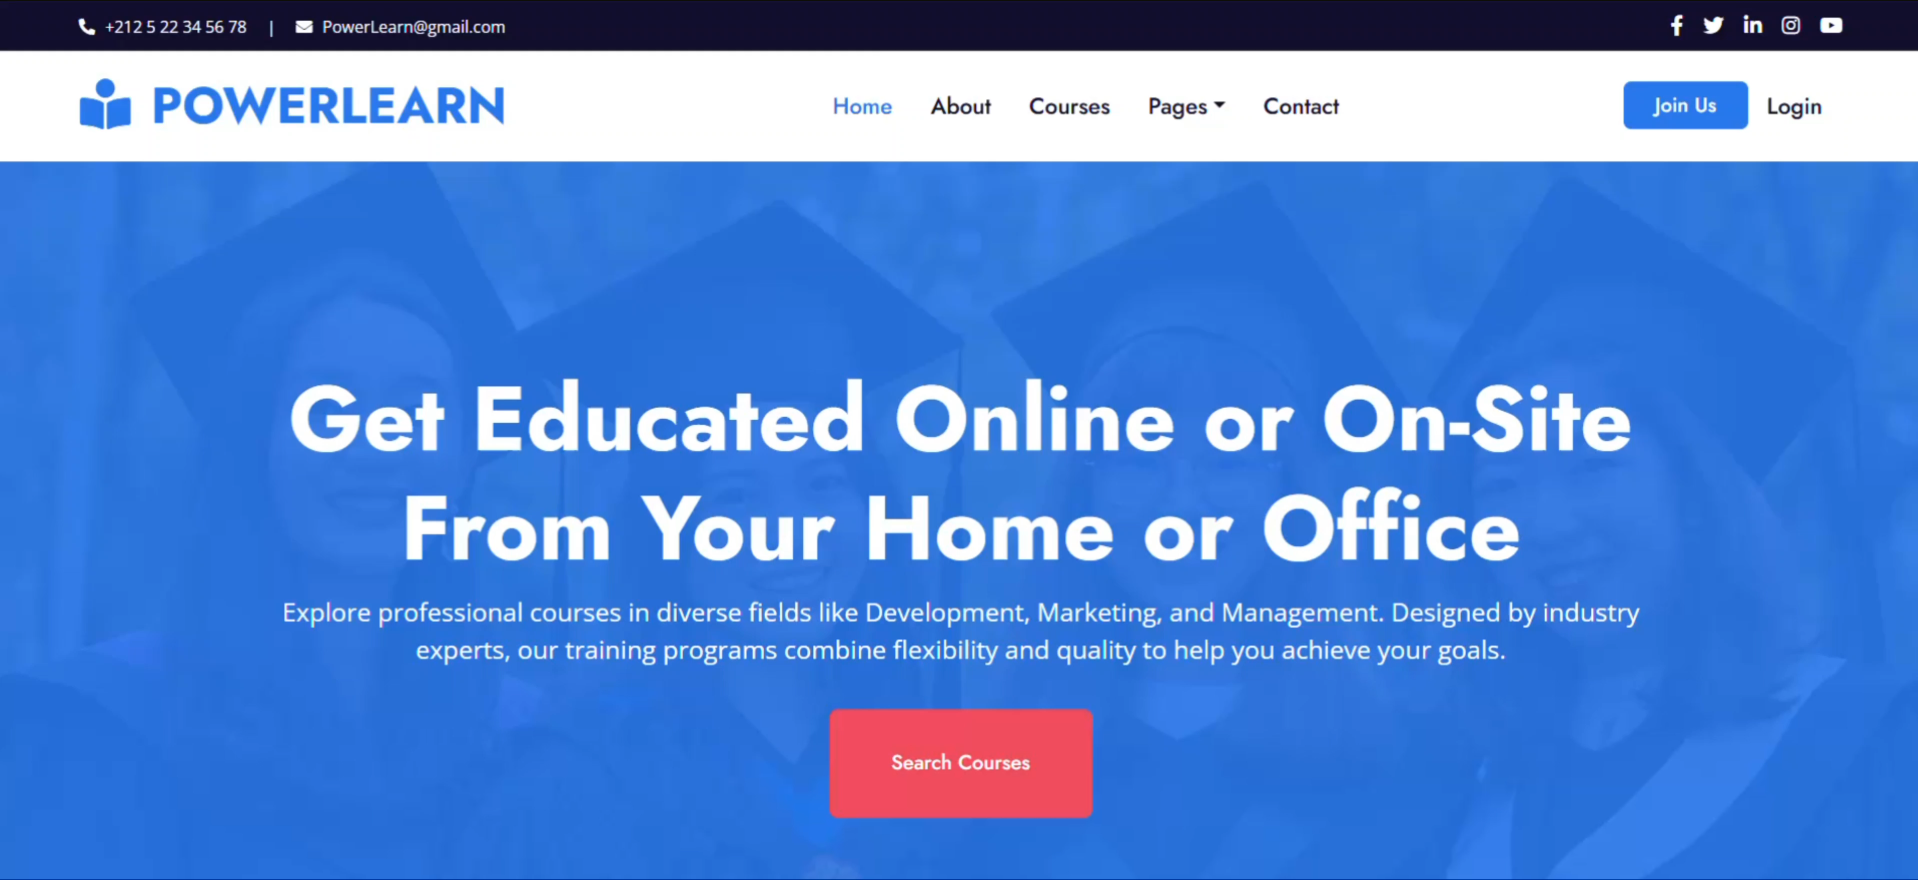 +212 5 22 34 56 78 | PowerLearn@gmail.com
POWERLEARN
Home About Courses Pages Contact
Join Us Login
Get Educated Online or On-Site
From Your Home or Office
Explore professional courses in diverse fields like Development, Marketing, and Management. Designed by industry
experts, our training programs combine flexibility and quality to help you achieve your goals.
Search Courses